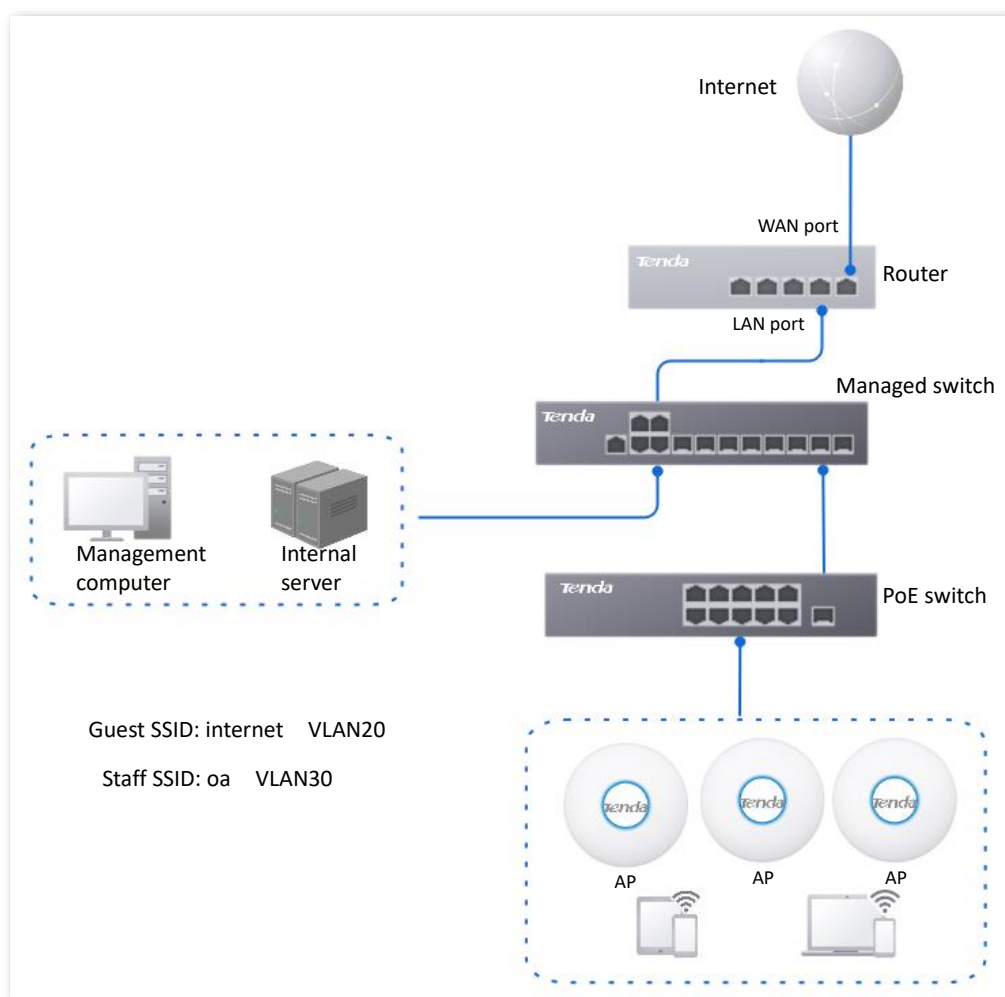 Internet
WAN port
Tenda
Router
LAN port
Managed switch
Tenda
Management
computer
Internal
server
Tenda
PoE switch
Guest SSID: internet VLAN20
Staff SSID: oa VLAN30
Tenda
Tenda
Tenda
AP
AP
AP